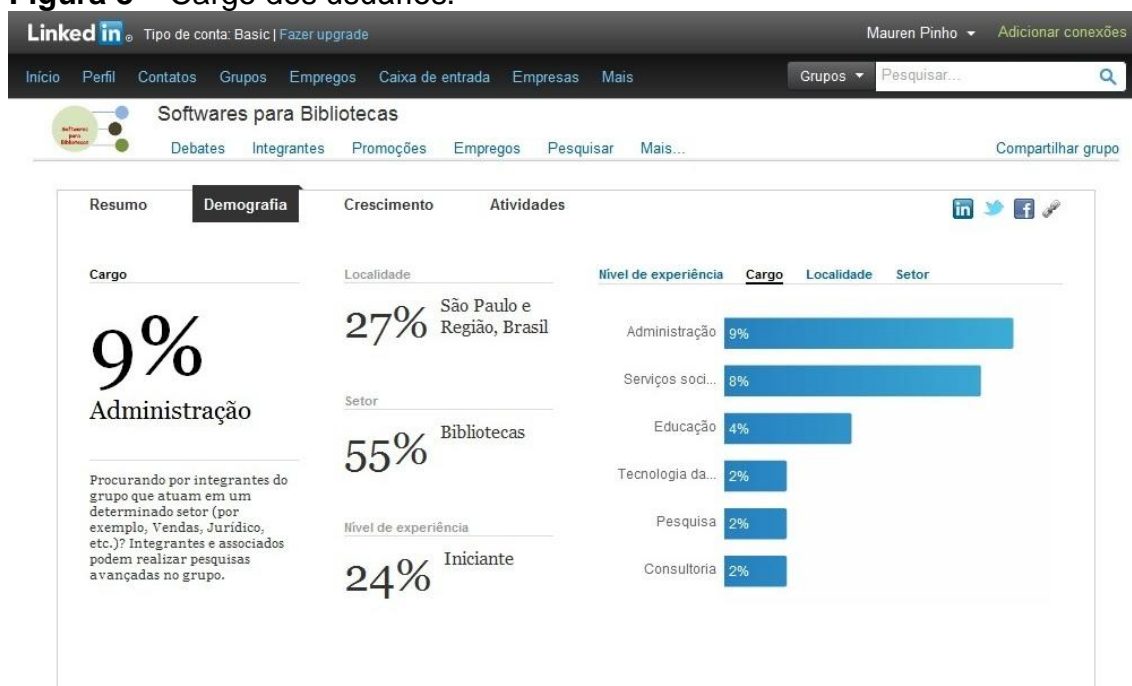 Cargo dos usuários.
Linked in Tipo de conta: Basic | Fazer upgrade Mauren Pinho Adicionar conexões
Início Perfil Contatos Grupos Empregos Caixa de entrada Empresas Mais Grupos Pesquisar...
Softwares para Bibliotecas
Softwares
para
Bibliotecas
Debates Integrantes Promoções Empregos Pesquisar Mais... Compartilhar grupo
Resumo Demografia Crescimento Atividades in f
Cargo
9%
Administração
Procurando por integrantes do
grupo que atuam em um
determinado setor (por
exemplo, Vendas, Jurídico,
etc.)? Integrantes e associados
podem realizar pesquisas
avançadas no grupo.
Localidade
27% São Paulo e
Região, Brasil
Setor
55% Bibliotecas
Nível de experiência
24% Iniciante
Nível de experiência Cargo Localidade Setor
Administração 9%
Serviços soci... 8%
Educação 4%
Tecnologia da... 2%
Pesquisa 2%
Consultoria 2%